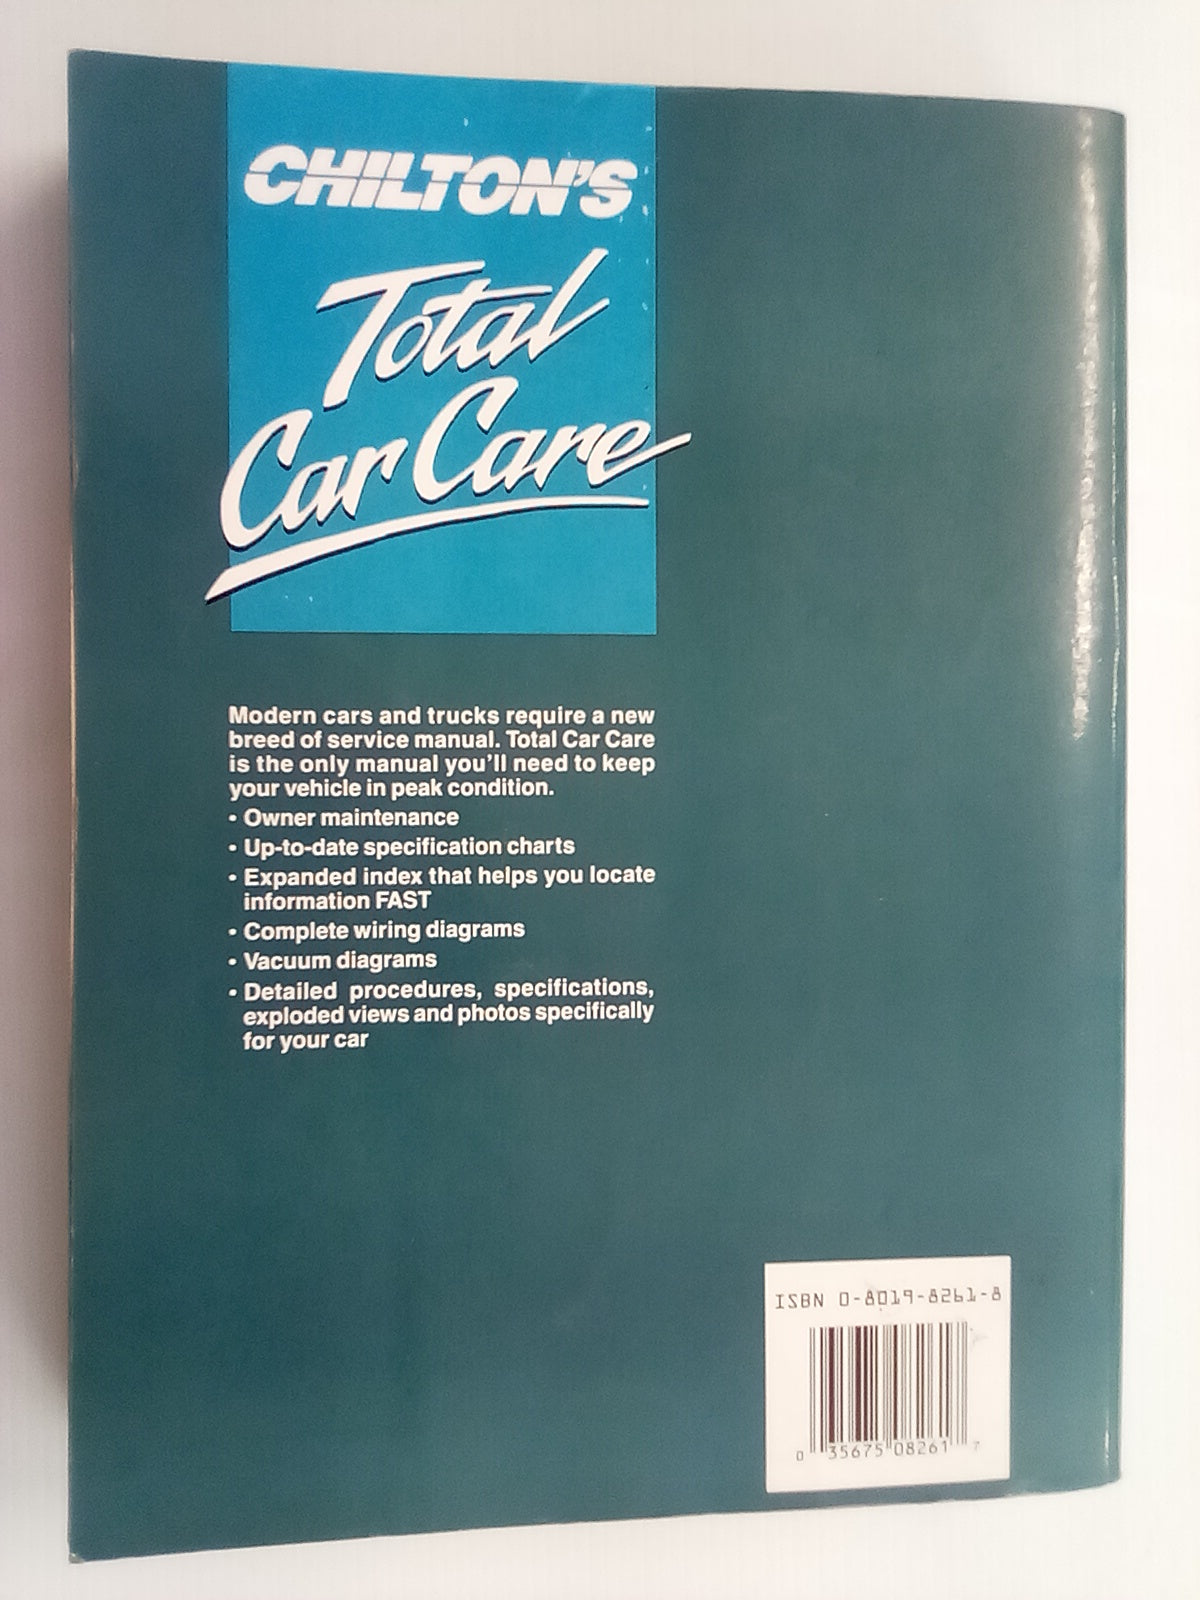 CHILTON'S
Total
Car Care
Modern cars and trucks require a new
breed of service manual. Total Car Care
is the only manual you'll need to keep
your vehicle in peak condition.
• Owner maintenance
• Up-to-date specification charts
• Expanded index that helps you locate
information FAST
• Complete wiring diagrams
• Vacuum diagrams
• Detailed procedures, specifications,
exploded views and photos specifically
for your car
ISBN 0-8019-8261-8
0 35675 08261 7